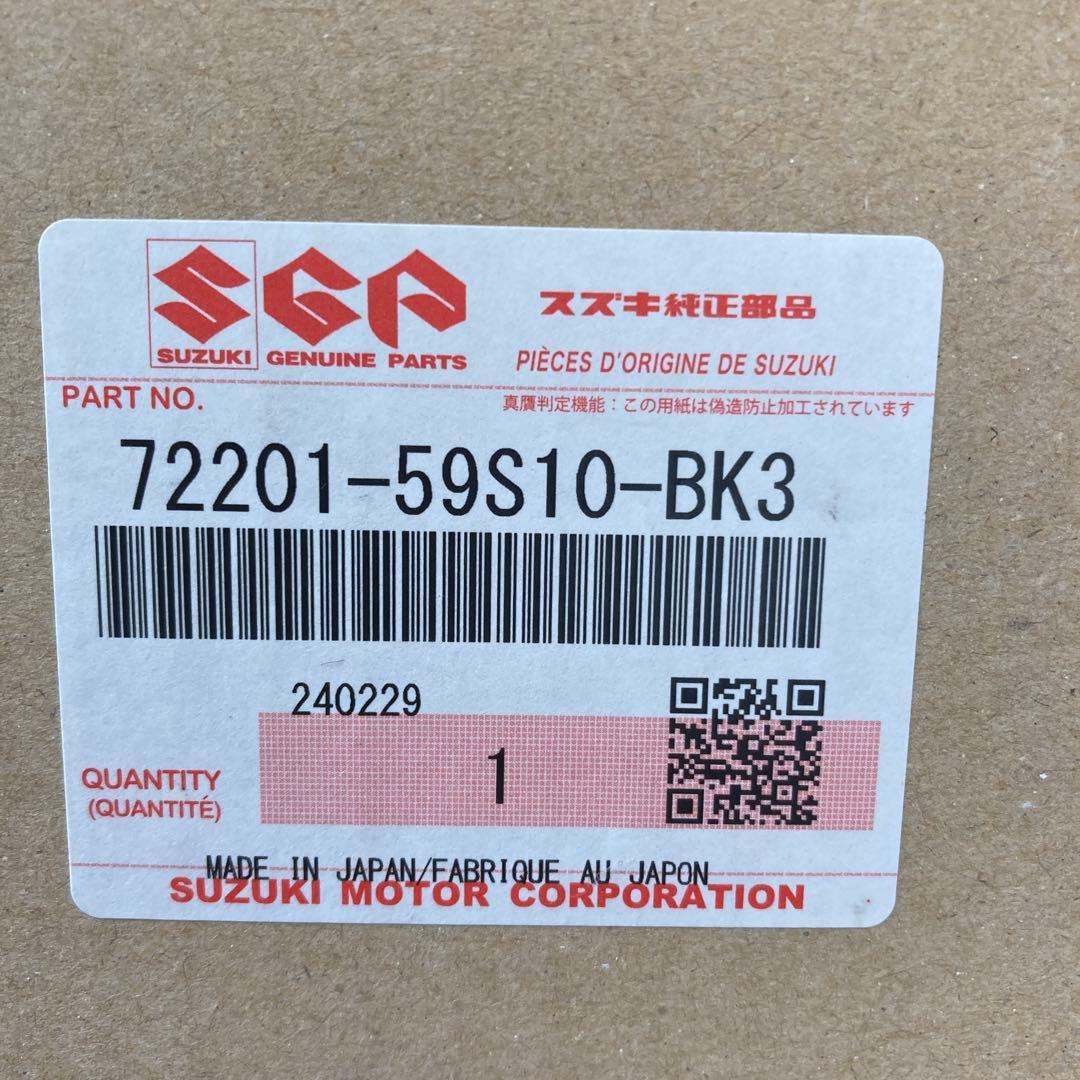 SGP
SUZUKI GENUINE PARTS
スズキ純正部品
PIÈCES D'ORIGINE DE SUZUKI
PART NO.
真贋判定機能：この用紙は偽造防止加工されています
72201-59S10-BK3
240229
QUANTITY
(QUANTITÉ)
1
MADE IN JAPAN/FABRIQUE AU JAPON
SUZUKI MOTOR CORPORATION